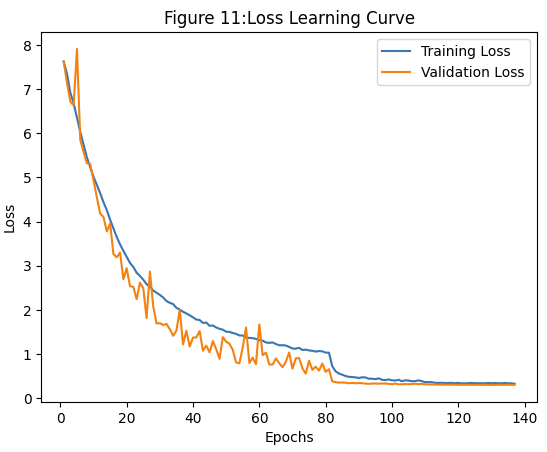 Figure 11:Loss Learning Curve
Training Loss
Validation Loss
8
7
6
5
4
3
2
1
0
Loss
0 20 40 60 80 100 120 140
Epochs